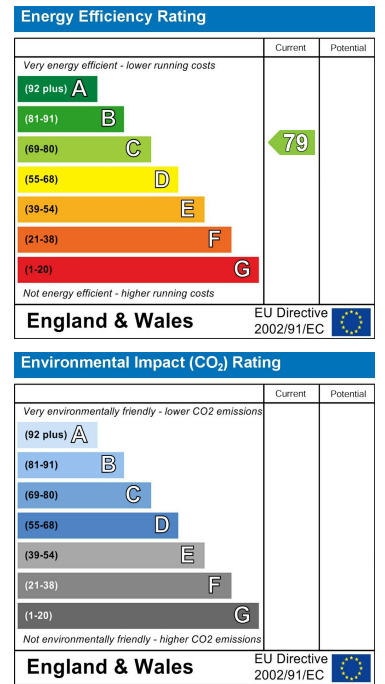 Energy Efficiency Rating
Current Potential
Very energy efficient - lower running costs
(92 plus) A
(81-91) B
(69-80) C
79
(55-68) D
(39-54) E
(21-38) F
(1-20) G
Not energy efficient - higher running costs
England & Wales
EU Directive
2002/91/EC
Environmental Impact (CO₂) Rating
Current Potential
Very environmentally friendly - lower CO2 emissions
(92 plus) A
(81-91) B
(69-80) C
(55-68) D
(39-54) E
(21-38) F
(1-20) G
Not environmentally friendly - higher CO2 emissions
England & Wales
EU Directive
2002/91/EC